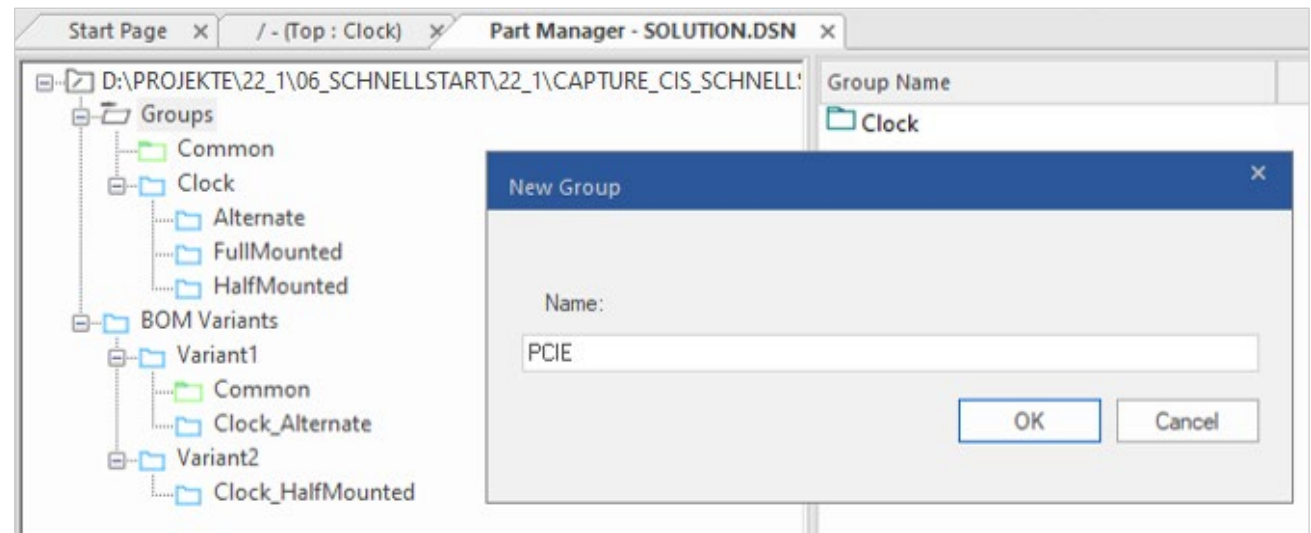 Start Page
/ - (Top : Clock)
Part Manager - SOLUTION.DSN
D:\PROJEKTE\22_1\06_SCHNELLSTART\22_1\CAPTURE_CIS_SCHNELL
Groups
Common
Clock
Alternate
FullMounted
HalfMounted
BOM Variants
Variant1
Common
Clock_Alternate
Variant2
Clock_HalfMounted
Group Name
Clock
New Group
Name:
PCIE
OK
Cancel